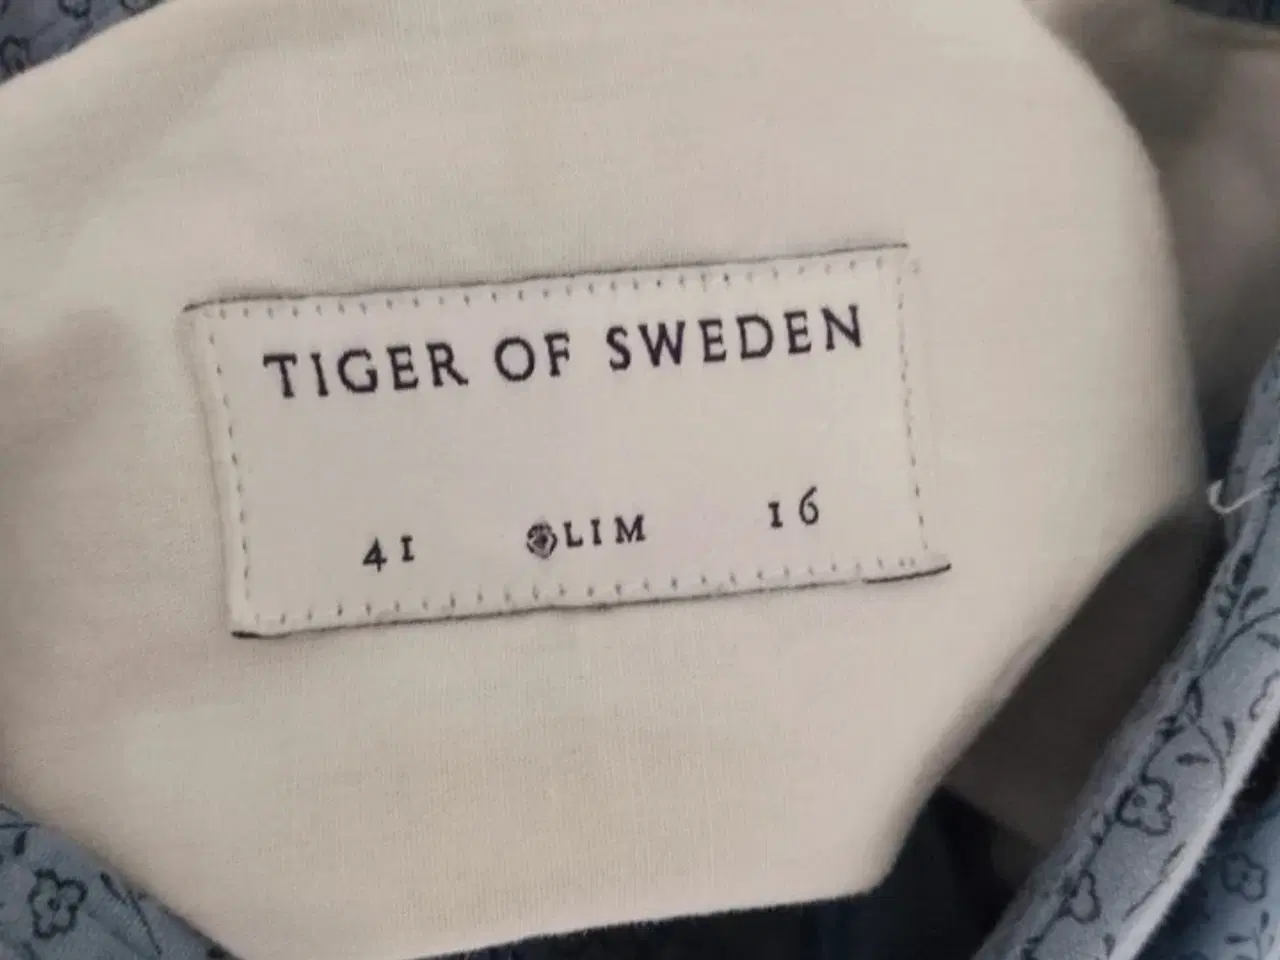 TIGER OF SWEDEN
41 SLIM 16